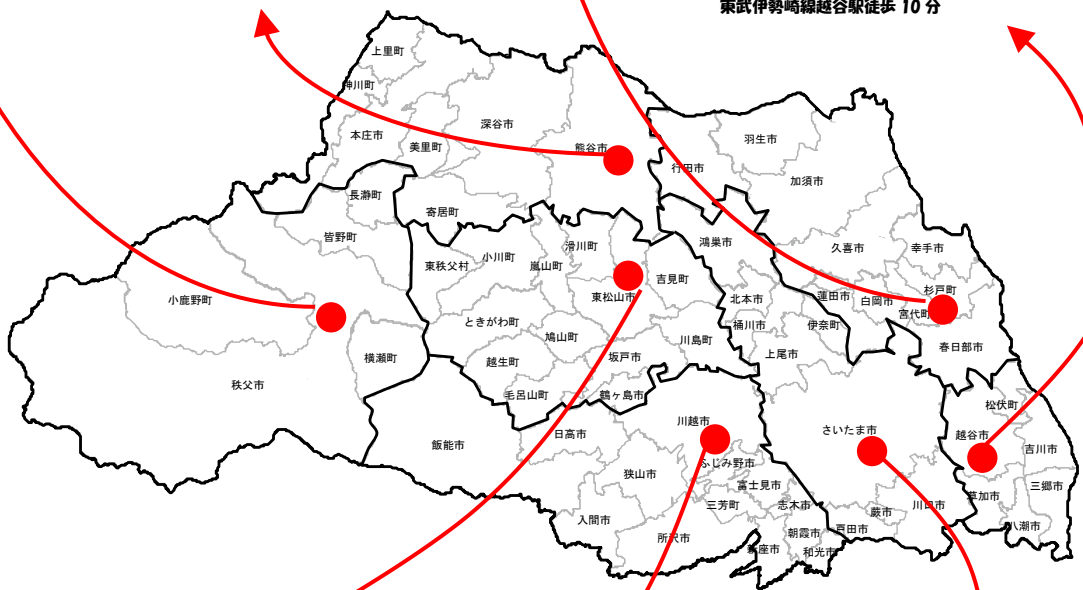 東武伊勢崎線越谷駅徒歩 10 分
上里町
神川町
本庄市
美里町
深谷市
熊谷市
行田市
羽生市
加須市
長瀞町
寄居町
皆野町
小鹿野町
秩父市
横瀬町
東秩父村
小川町
嵐山町
滑川町
東松山市
吉見町
ときがわ町
鳩山町
越生町
毛呂山町
坂戸市
鶴ヶ島市
川島町
鴻巣市
北本市
桶川市
上尾市
伊奈町
蓮田市
白岡市
久喜市
幸手市
杉戸町
宮代町
春日部市
飯能市
日高市
川越市
狭山市
入間市
所沢市
ふじみ野市
富士見市
三芳町
志木市
朝霞市
新座市
和光市
さいたま市
川口市
蕨市
戸田市
松伏町
越谷市
吉川市
草加市
三郷市
八潮市